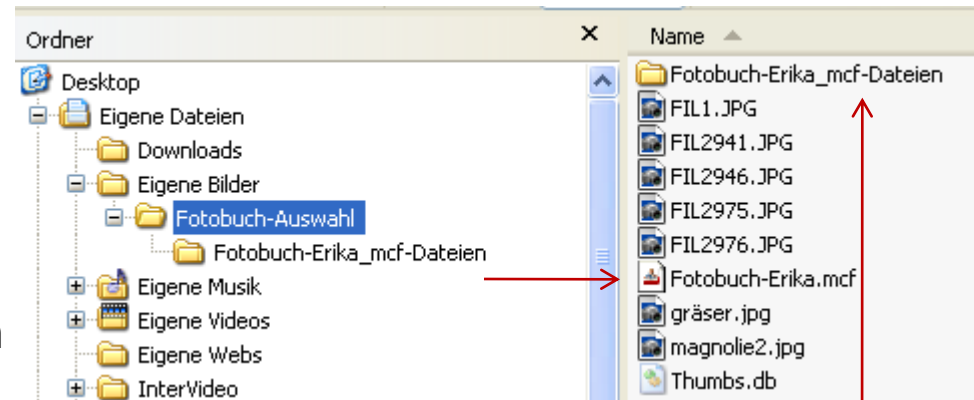 Ordner
Desktop
Eigene Dateien
Downloads
Eigene Bilder
Fotobuch-Auswahl
Fotobuch-Erika_mcf-Dateien
Eigene Musik
Eigene Videos
Eigene Webs
InterVideo
Name
Fotobuch-Erika_mcf-Dateien
FIL1.JPG
FIL2941.JPG
FIL2946.JPG
FIL2975.JPG
FIL2976.JPG
Fotobuch-Erika.mcf
gräser.jpg
magnolie2.jpg
Thumbs.db